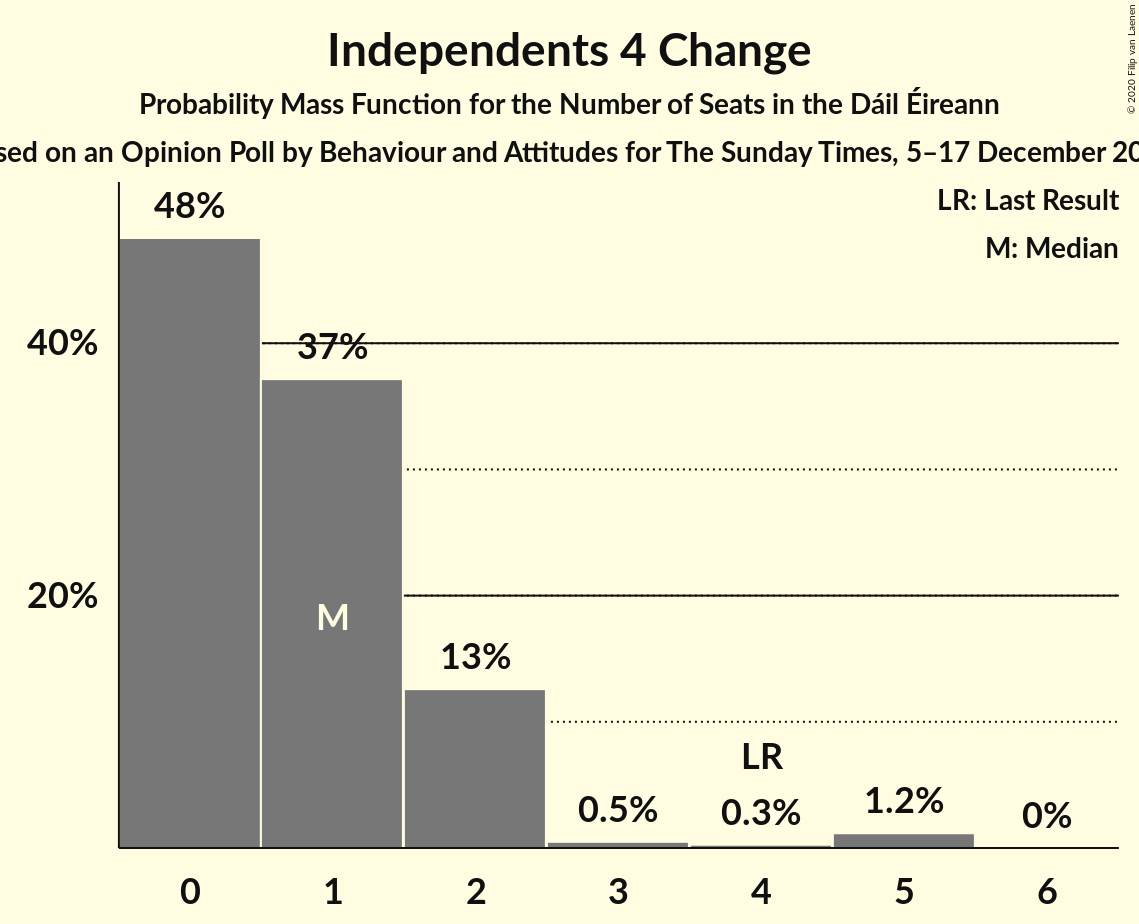 Independents 4 Change
Probability Mass Function for the Number of Seats in the Dáil Éireann
on an Opinion Poll by Behaviour and Attitudes for The Sunday Times, 5–17 December
© 2020 Filip van Laenen
LR: Last Result
M: Median
48%
40%
37%
20%
M
13%
LR
0.5%
0.3%
1.2%
0%
0
1
2
3
4
5
6